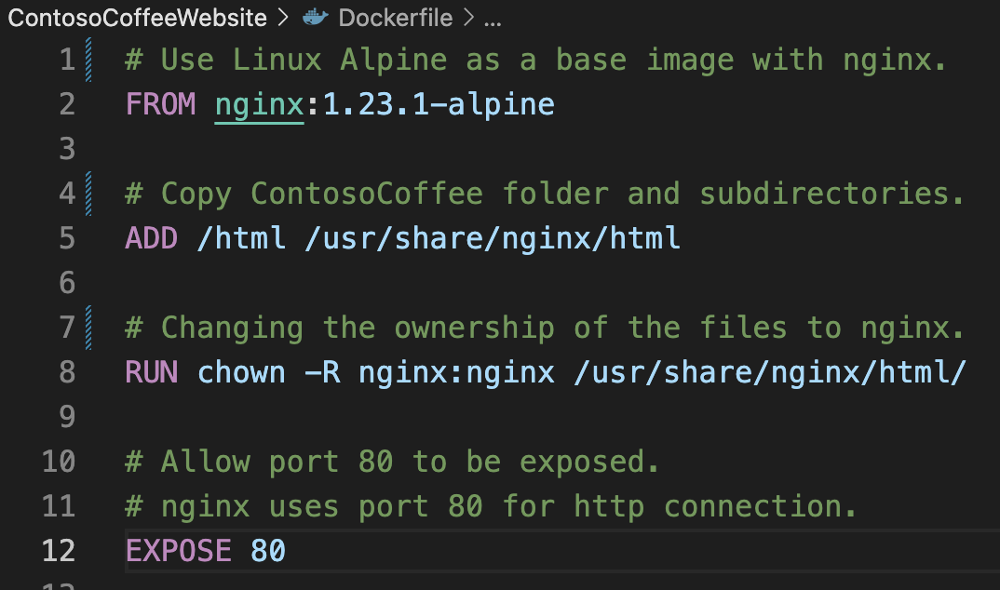 ContosoCoffeeWebsite > Dockerfile > ...
1 # Use Linux Alpine as a base image with nginx.
2 FROM nginx:1.23.1-alpine
3
4 # Copy ContosoCoffee folder and subdirectories.
5 ADD /html /usr/share/nginx/html
6
7 # Changing the ownership of the files to nginx.
8 RUN chown -R nginx:nginx /usr/share/nginx/html/
9
10 # Allow port 80 to be exposed.
11 # nginx uses port 80 for http connection.
12 EXPOSE 80